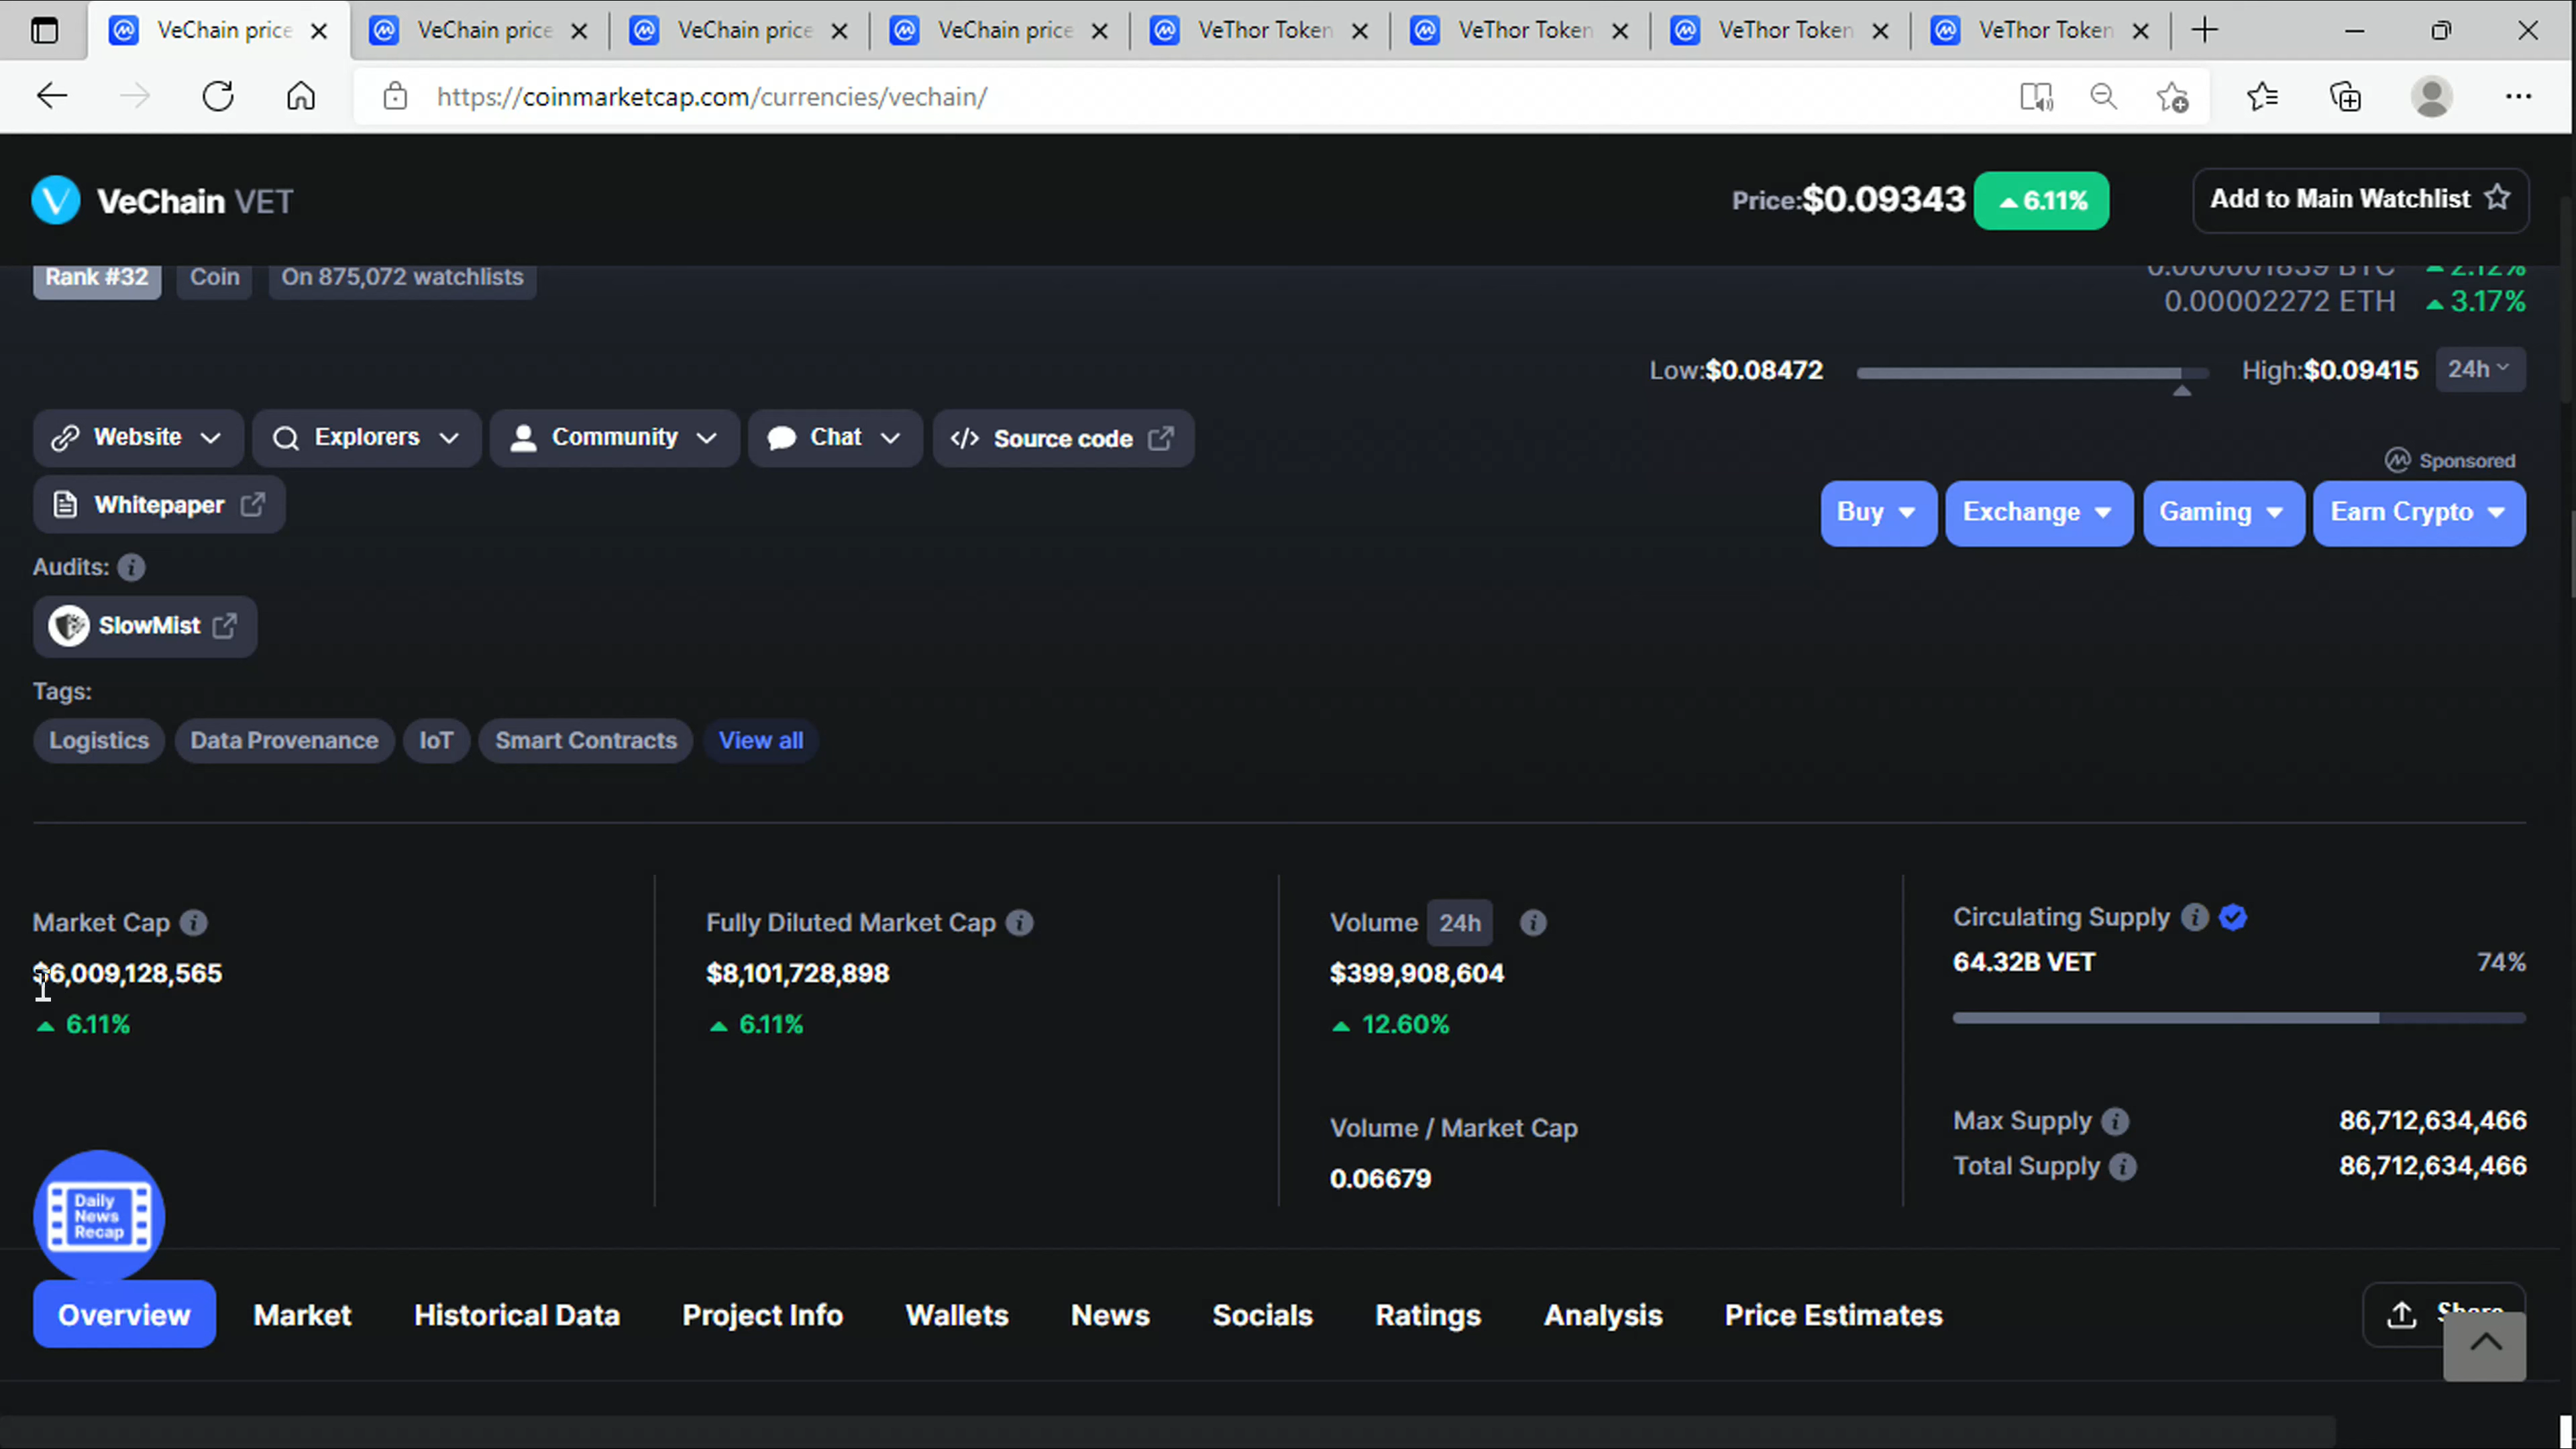 VeChain price
VeChain price
VeChain price
VeChain price
VeThor Token
VeThor Token
VeThor Token
VeThor Token
https://coinmarketcap.com/currencies/vechain/
VeChain VET
Price:$0.09343
6.11%
Add to Main Watchlist
Rank #32
Coin
On 875,072 watchlists
0.000001839 BTC
2.12%
0.00002272 ETH
3.17%
Low:$0.08472
High:$0.09415
24h
Website
Explorers
Community
Chat
Source code
Sponsored
Whitepaper
Buy
Exchange
Gaming
Earn Crypto
Audits:
SlowMist
Tags:
Logistics
Data Provenance
IoT
Smart Contracts
View all
Market Cap
$6,009,128,565
6.11%
Fully Diluted Market Cap
$8,101,728,898
6.11%
Volume 24h
$399,908,604
12.60%
Volume / Market Cap
0.06679
Circulating Supply
64.32B VET
74%
Max Supply
86,712,634,466
Total Supply
86,712,634,466
Daily
News
Recap
Overview
Market
Historical Data
Project Info
Wallets
News
Socials
Ratings
Analysis
Price Estimates
Share